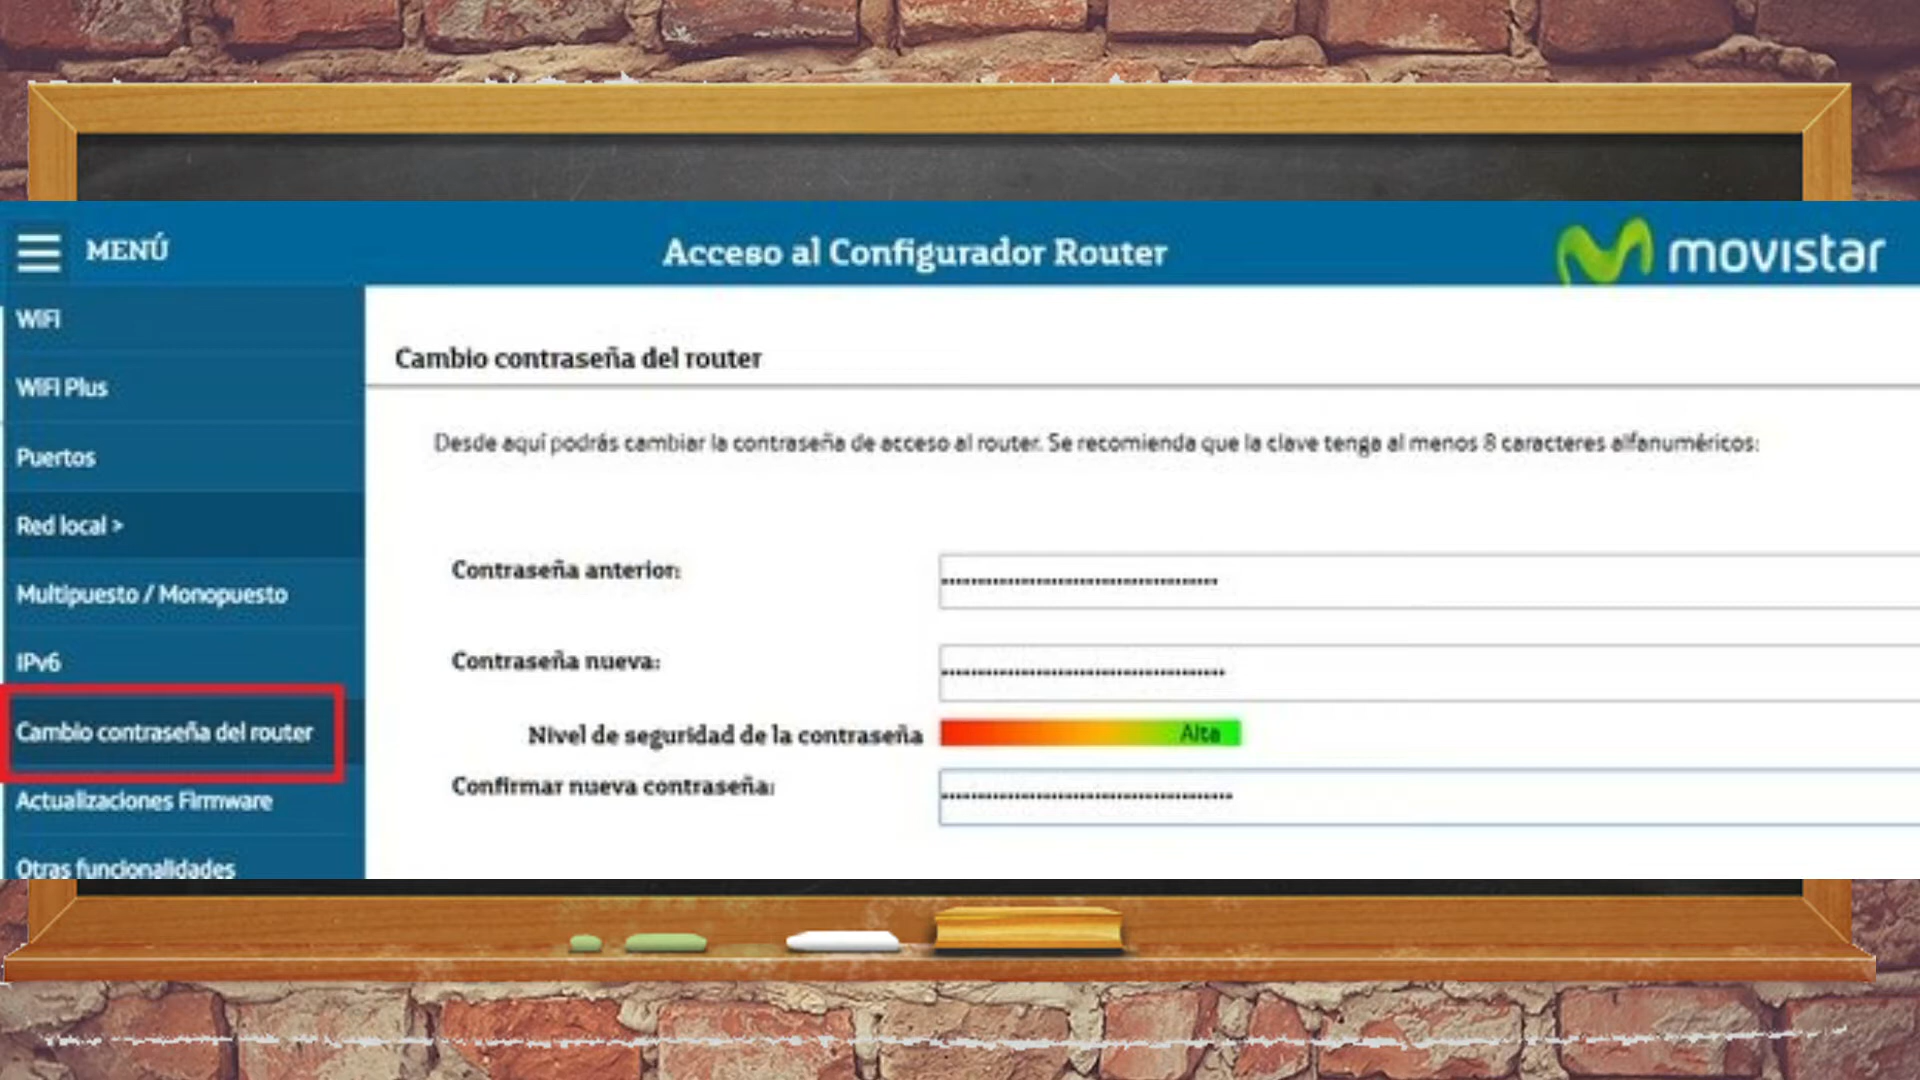 MENÚ
Acceso al Configurador Router
movistar
WiFi
WiFi Plus
Puertos
Red local >
Multipuesto / Monopuesto
IPv6
Cambio contraseña del router
Actualizaciones Firmware
Otras funcionalidades
Cambio contraseña del router
Desde aquí podrás cambiar la contraseña de acceso al router. Se recomienda que la clave tenga al menos 8 caracteres alfanuméricos:
Contraseña anterior:
Contraseña nueva:
Nivel de seguridad de la contraseña
Alta
Confirmar nueva contraseña: